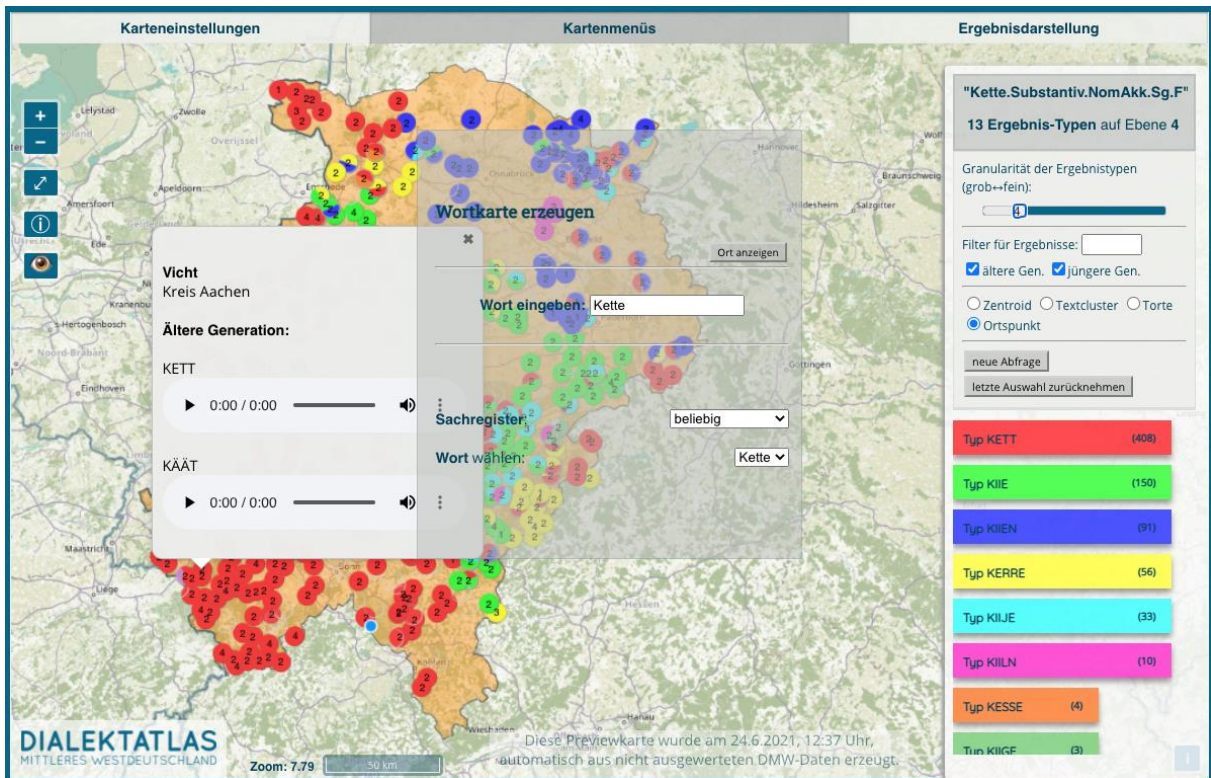 Karteneinstellungen
Kartenmenüs
Ergebnisdarstellung
+
−
Lelystad
Zwolle
Overijssel
Apeldoorn
Amersfoort
Ede
s-Hertogenbosch
Noord-Brabant
Eindhoven
Maastricht
Liège
Osnabrück
Hannover
Hildesheim
Salzgitter
Braunschweig
Göttingen
Hessen
Bonn
Wiesbaden
Hanau
Wortkarte erzeugen
Ort anzeigen
Wort eingeben: Kette
Sachregister: beliebig
Wort wählen: Kette
Vicht
Kreis Aachen
Ältere Generation:
KETT
0:00 / 0:00
KÄÄT
0:00 / 0:00
"Kette.Substantiv.NomAkk.Sg.F"
13 Ergebnis-Typen auf Ebene 4
Granularität der Ergebnistypen
(grob↔fein):
4
Filter für Ergebnisse:
ältere Gen. jüngere Gen.
Zentroid Textcluster Torte
Ortspunkt
neue Abfrage
letzte Auswahl zurücknehmen
Typ KETT (408)
Typ KIIE (150)
Typ KIIEN (91)
Typ KERRE (56)
Typ KIIJE (33)
Typ KIILN (10)
Typ KESSE (4)
Typ KIIGE (3)
DIALEKTATLAS
MITTLERES WESTDEUTSCHLAND
Zoom: 7.79
50 km
Diese Previewkarte wurde am 24.6.2021, 12:37 Uhr,
automatisch aus nicht ausgewerteten DMW-Daten erzeugt.